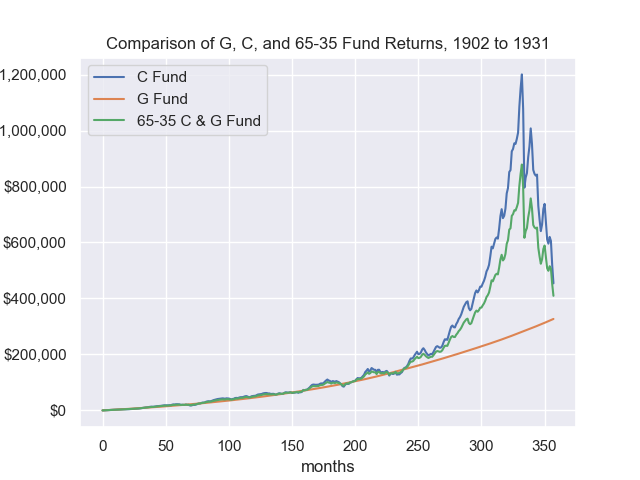 Comparison of G, C, and 65-35 Fund Returns, 1902 to 1931
C Fund
G Fund
65-35 C & G Fund
1,200,000
1,000,000
$800,000
$600,000
$400,000
$200,000
$0
0 50 100 150 200 250 300 350
months